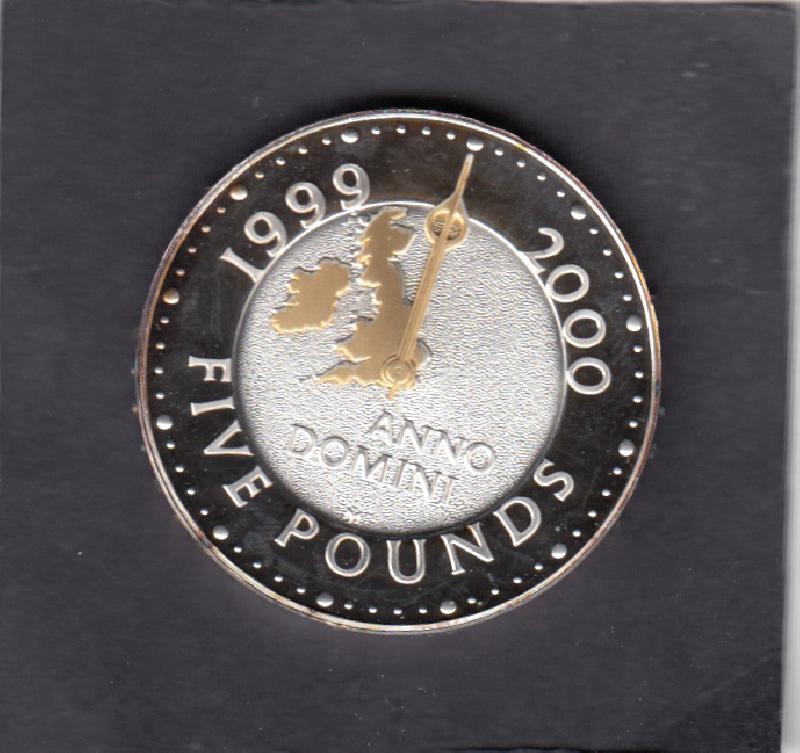 1999
2000
ANNO
DOMINI
FIVE POUNDS